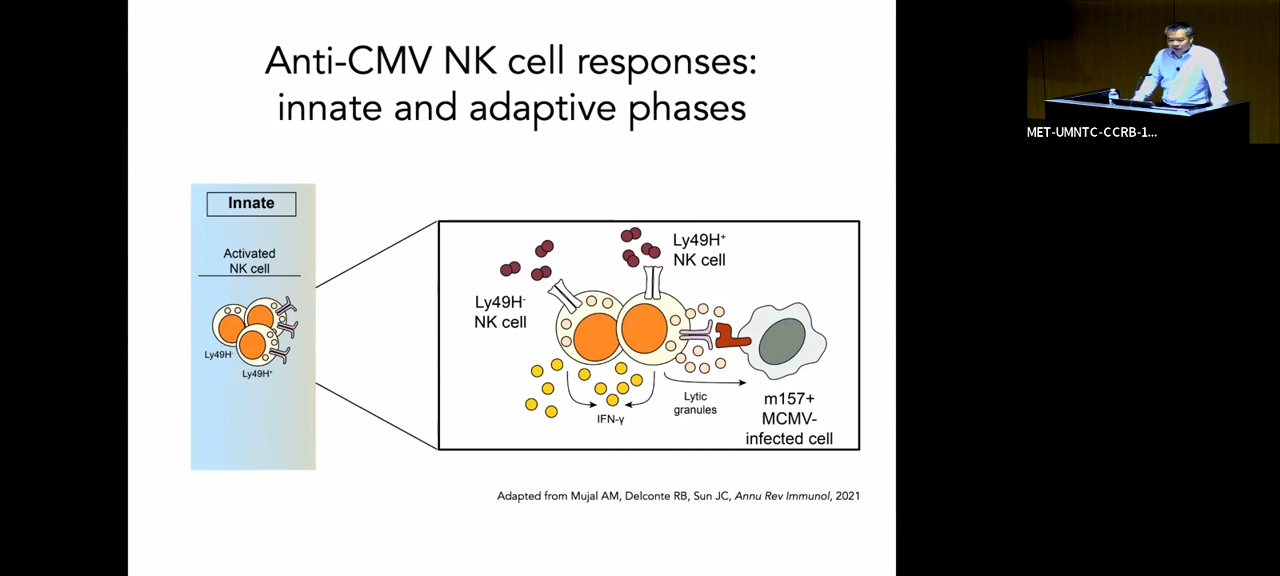 Anti-CMV NK cell responses:
innate and adaptive phases
MET-UMNTC-CCRB-1...
Innate
Activated
NK cell
Ly49H⁻
Ly49H⁺
Ly49H⁺
NK cell
Ly49H⁻
NK cell
IFN-γ
Lytic
granules
m157+
MCMV-
infected cell
Adapted from Mujal AM, Delconte RB, Sun JC, Annu Rev Immunol, 2021